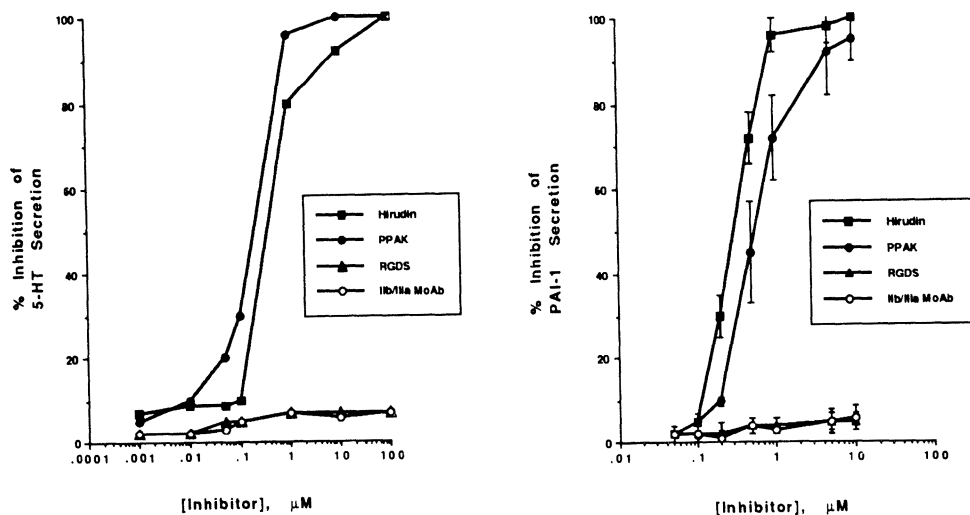 % Inhibition of
5-HT Secretion
100
80
60
40
20
0
.0001
.001
.01
.1
1
10
100
[Inhibitor], μM
Hirudin
PPAK
RGDS
IIb/IIIa MoAb
% Inhibition of
PAI-1 Secretion
100
80
60
40
20
0
.01
.1
1
10
100
[Inhibitor], μM
Hirudin
PPAK
RGDS
IIb/IIIa MoAb